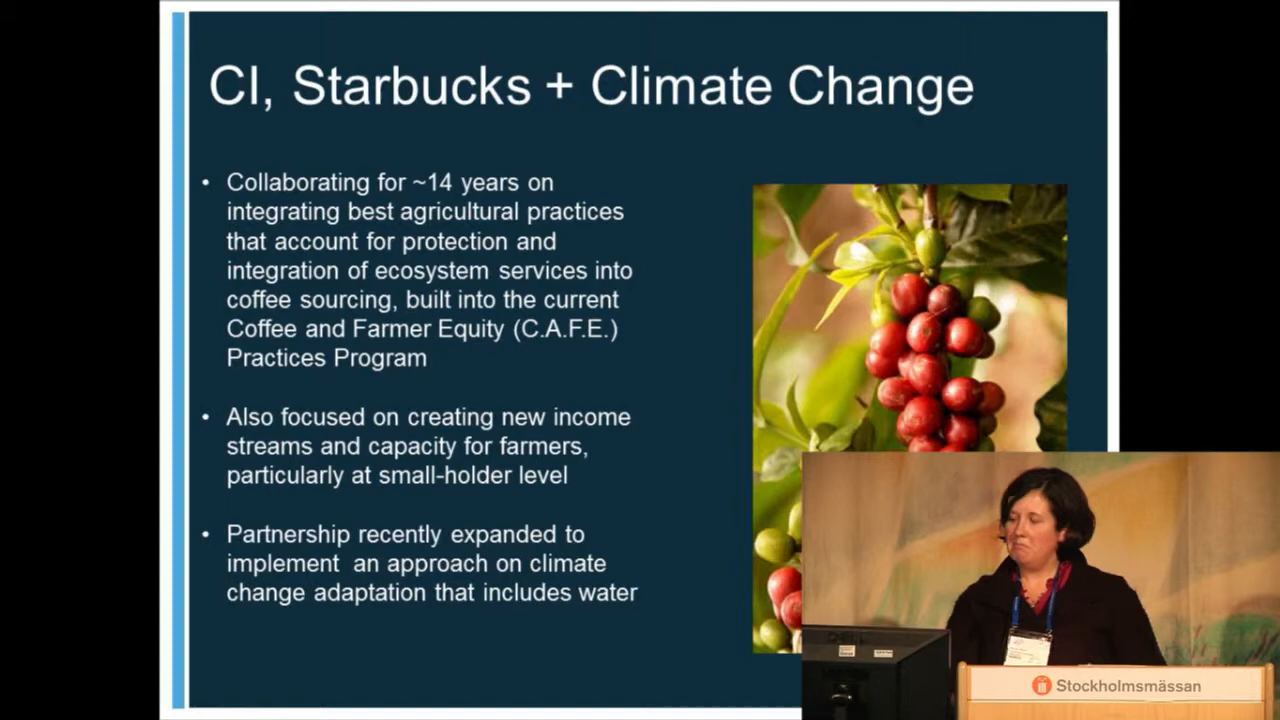 CI, Starbucks + Climate Change
• Collaborating for ~14 years on
integrating best agricultural practices
that account for protection and
integration of ecosystem services into
coffee sourcing, built into the current
Coffee and Farmer Equity (C.A.F.E.)
Practices Program
• Also focused on creating new income
streams and capacity for farmers,
particularly at small-holder level
• Partnership recently expanded to
implement an approach on climate
change adaptation that includes water
Stockholmsmässan